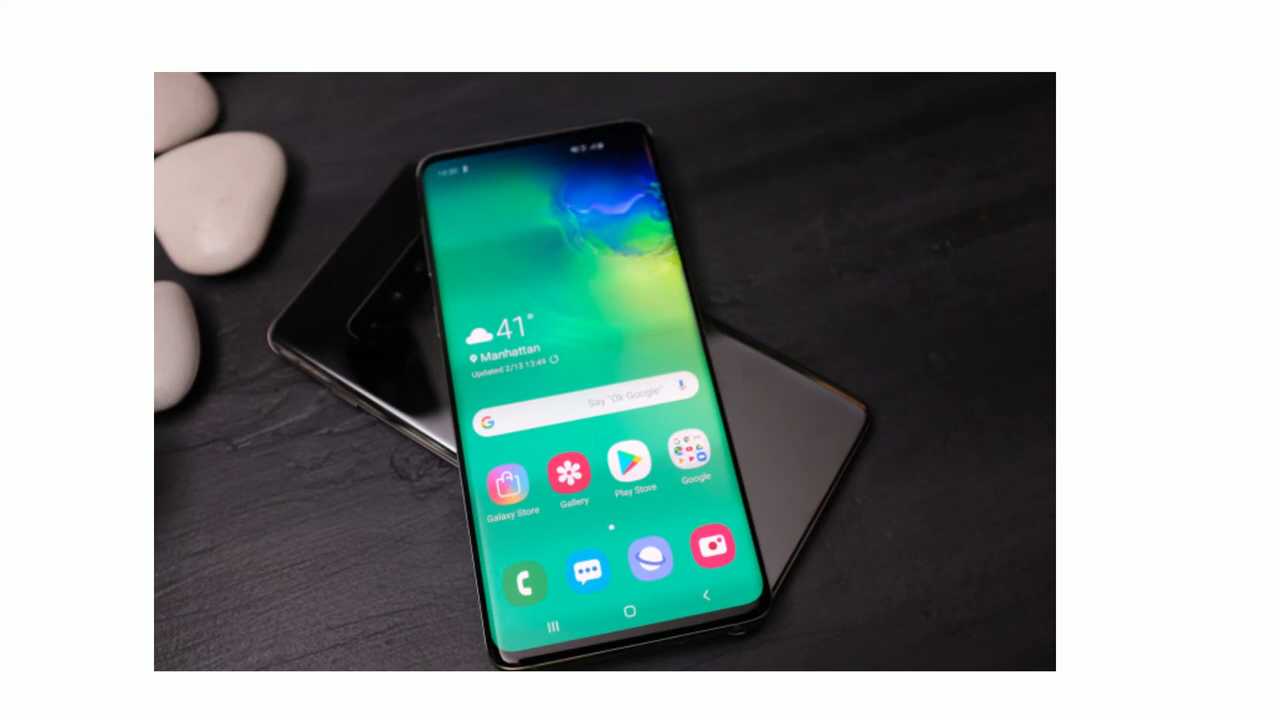 41°
Manhattan
Updated 2/13 13:49
Say "Ok Google"
Galaxy Store
Gallery
Play Store
Google